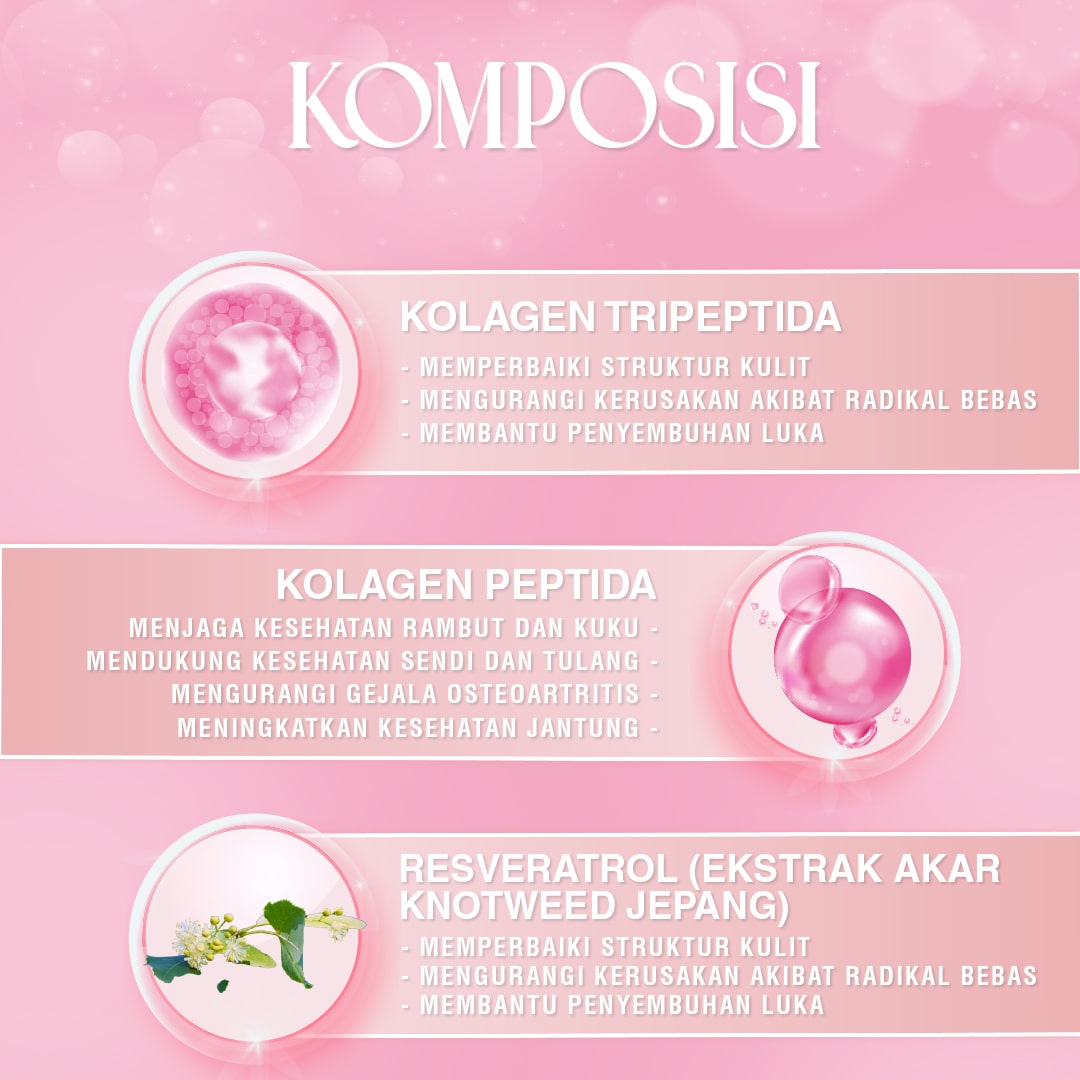 KOMPOSISI
KOLAGEN TRIPEPTIDA
- MEMPERBAIKI STRUKTUR KULIT
- MENGURANGI KERUSAKAN AKIBAT RADIKAL BEBAS
- MEMBANTU PENYEMBUHAN LUKA
KOLAGEN PEPTIDA
MENJAGA KESEHATAN RAMBUT DAN KUKU -
MENDUKUNG KESEHATAN SENDI DAN TULANG -
MENGURANGI GEJALA OSTEOARTRITIS -
MENINGKATKAN KESEHATAN JANTUNG -
RESVERATROL (EKSTRAK AKAR
KNOTWEED JEPANG)
- MEMPERBAIKI STRUKTUR KULIT
- MENGURANGI KERUSAKAN AKIBAT RADIKAL BEBAS
- MEMBANTU PENYEMBUHAN LUKA